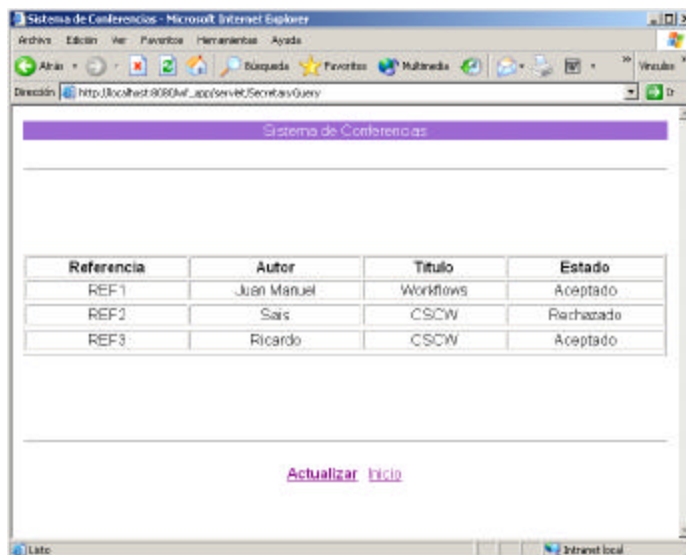 Sistema de Conferencias - Microsoft Internet Explorer
Archivo Edición Ver Favoritos Herramientas Ayuda
Atrás Búsqueda Favoritos Multimedia Vínculos
Dirección http://localhost:8080/wf_app/servlet/SecretaryQuery Ir
Sistema de Conferencias
Referencia Autor Titulo Estado
REF1 Juan Manuel Workflows Aceptado
REF2 Sais CSCW Rechazado
REF3 Ricardo CSCW Aceptado
Actualizar Inicio
Listo Intranet local